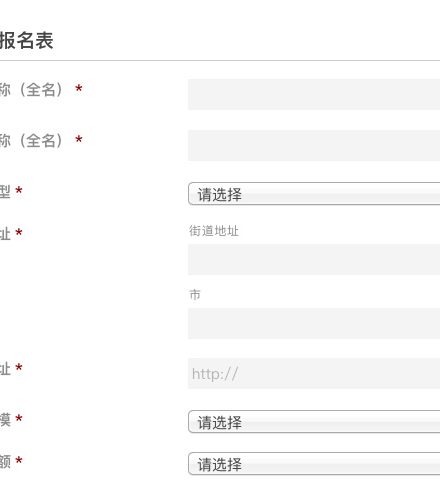 报名表
称（全名） *
称（全名） *
型 * 请选择
址 * 街道地址
市
址 * http://
模 * 请选择
额 * 请选择